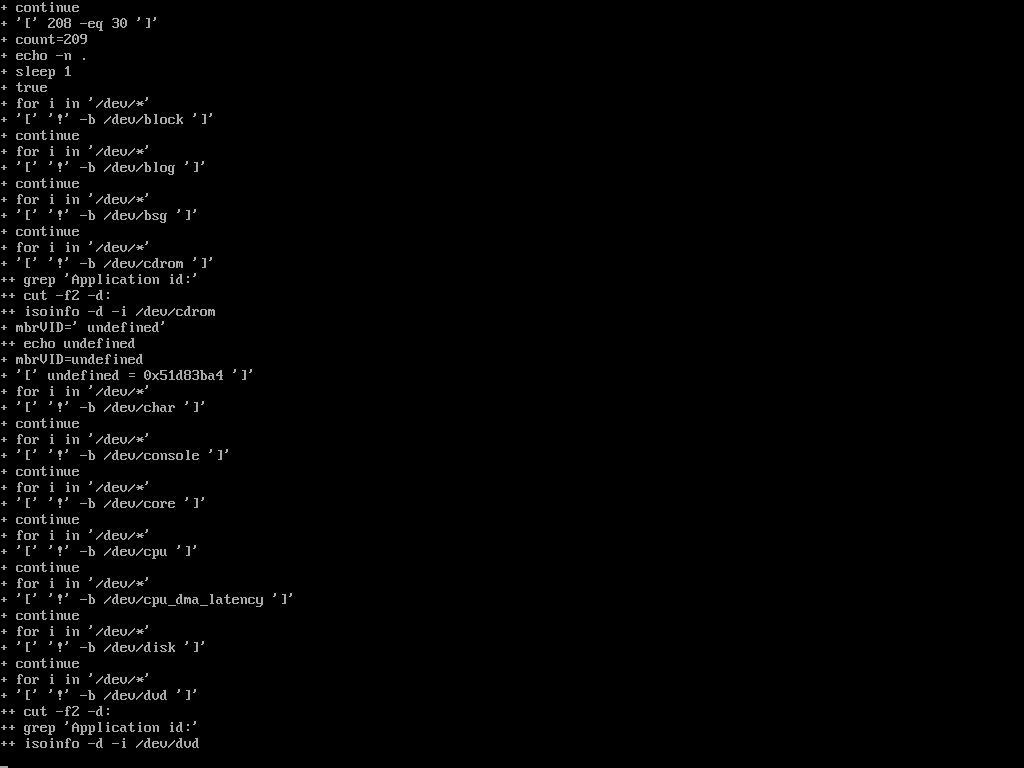 + continue
+ '[' 208 -eq 30 ']'
+ count=209
+ echo -n .
+ sleep 1
+ true
+ for i in '/dev/*'
+ '[' '!' -b /dev/block ']'
+ continue
+ for i in '/dev/*'
+ '[' '!' -b /dev/blog ']'
+ continue
+ for i in '/dev/*'
+ '[' '!' -b /dev/bsg ']'
+ continue
+ for i in '/dev/*'
+ '[' '!' -b /dev/cdrom ']'
++ grep 'Application id:'
++ cut -f2 -d:
++ isoinfo -d -i /dev/cdrom
+ mbrVID=' undefined'
++ echo undefined
+ mbrVID=undefined
+ '[' undefined = 0x51d83ba4 ']'
+ for i in '/dev/*'
+ '[' '!' -b /dev/char ']'
+ continue
+ for i in '/dev/*'
+ '[' '!' -b /dev/console ']'
+ continue
+ for i in '/dev/*'
+ '[' '!' -b /dev/core ']'
+ continue
+ for i in '/dev/*'
+ '[' '!' -b /dev/cpu ']'
+ continue
+ for i in '/dev/*'
+ '[' '!' -b /dev/cpu_dma_latency ']'
+ continue
+ for i in '/dev/*'
+ '[' '!' -b /dev/disk ']'
+ continue
+ for i in '/dev/*'
+ '[' '!' -b /dev/dvd ']'
++ cut -f2 -d:
++ grep 'Application id:'
++ isoinfo -d -i /dev/dvd